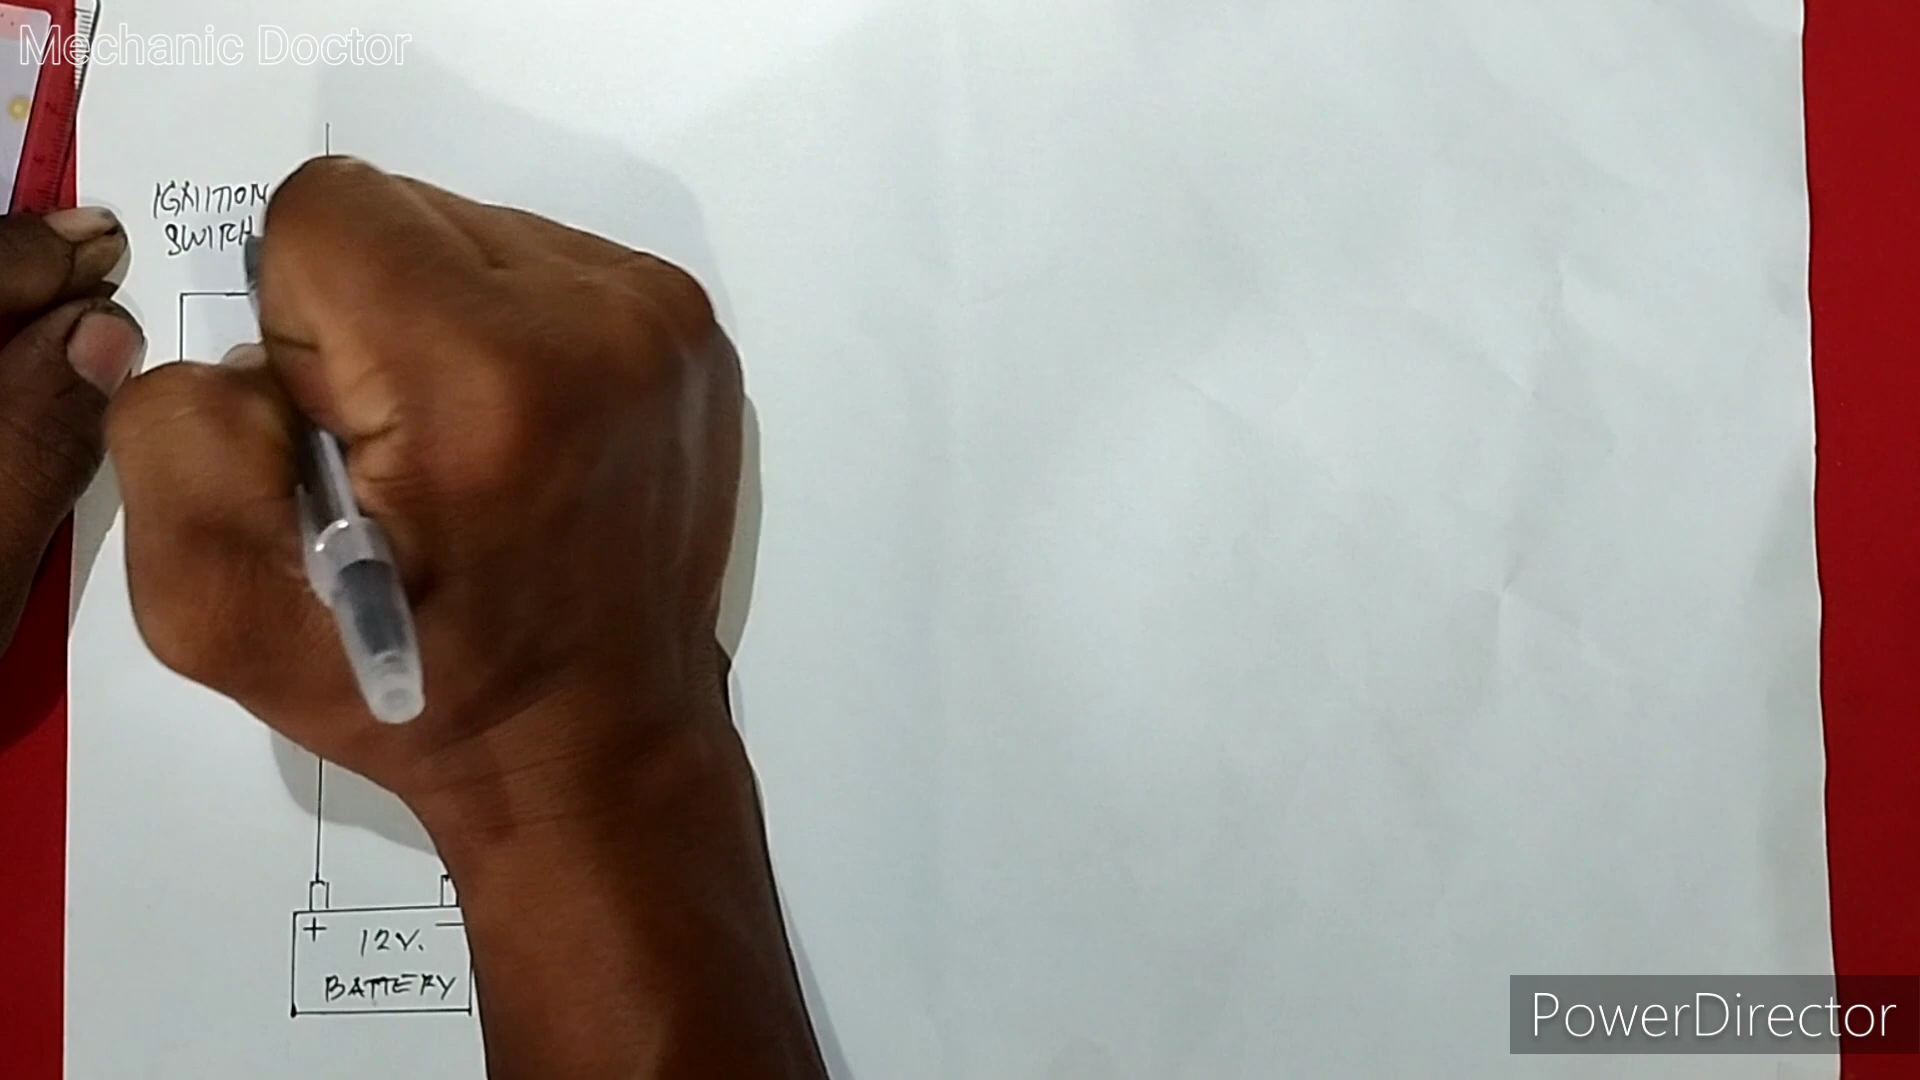 Mechanic Doctor
IGNITION
SWITCH
+ 12V. –
BATTERY
PowerDirector